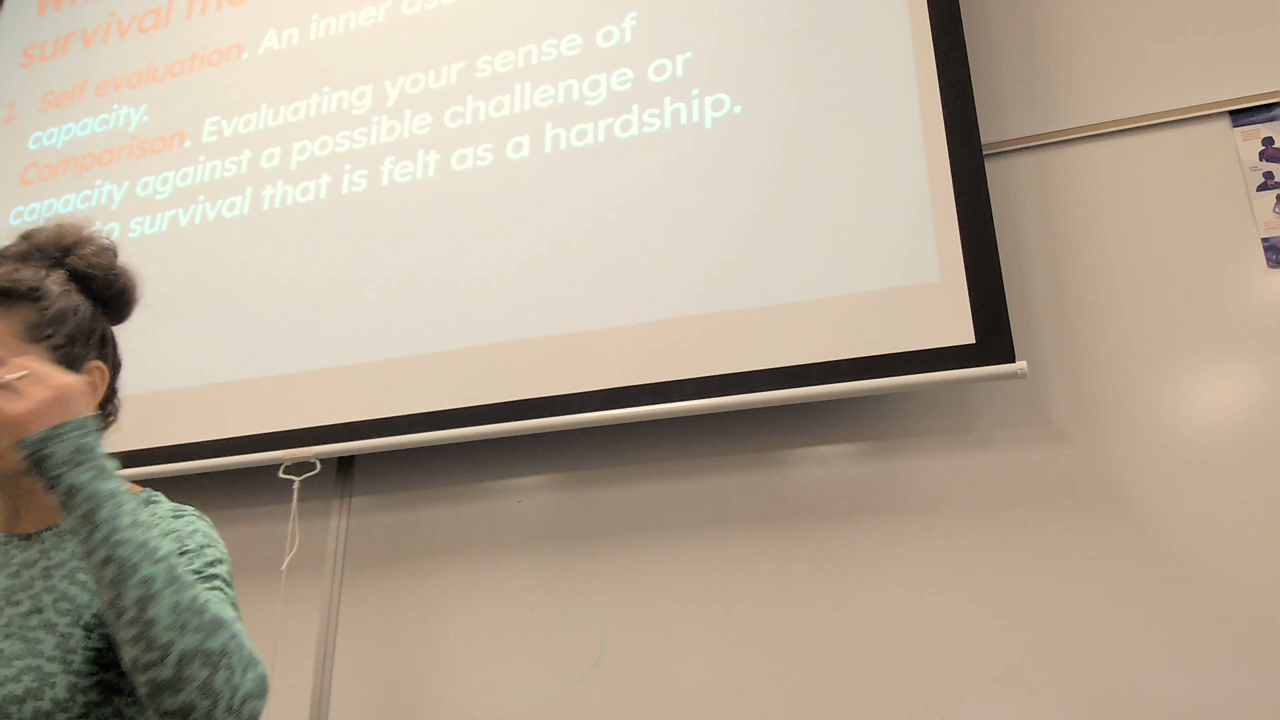 survival
1. Self evaluation. An inner
capacity.
Comparison. Evaluating your sense of
capacity against a possible challenge or
to survival that is felt as a hardship.